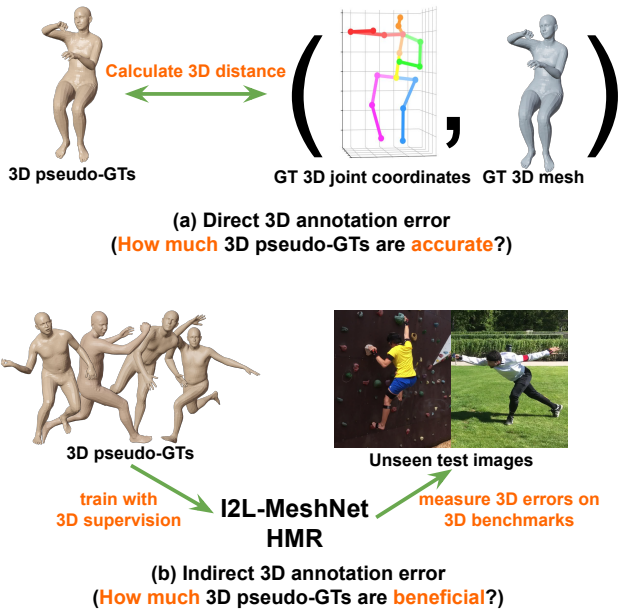 Calculate 3D distance
( , )
3D pseudo-GTs
GT 3D joint coordinates
GT 3D mesh
(a) Direct 3D annotation error
(How much 3D pseudo-GTs are accurate?)
3D pseudo-GTs
Unseen test images
train with
3D supervision
I2L-MeshNet
HMR
measure 3D errors on
3D benchmarks
(b) Indirect 3D annotation error
(How much 3D pseudo-GTs are beneficial?)